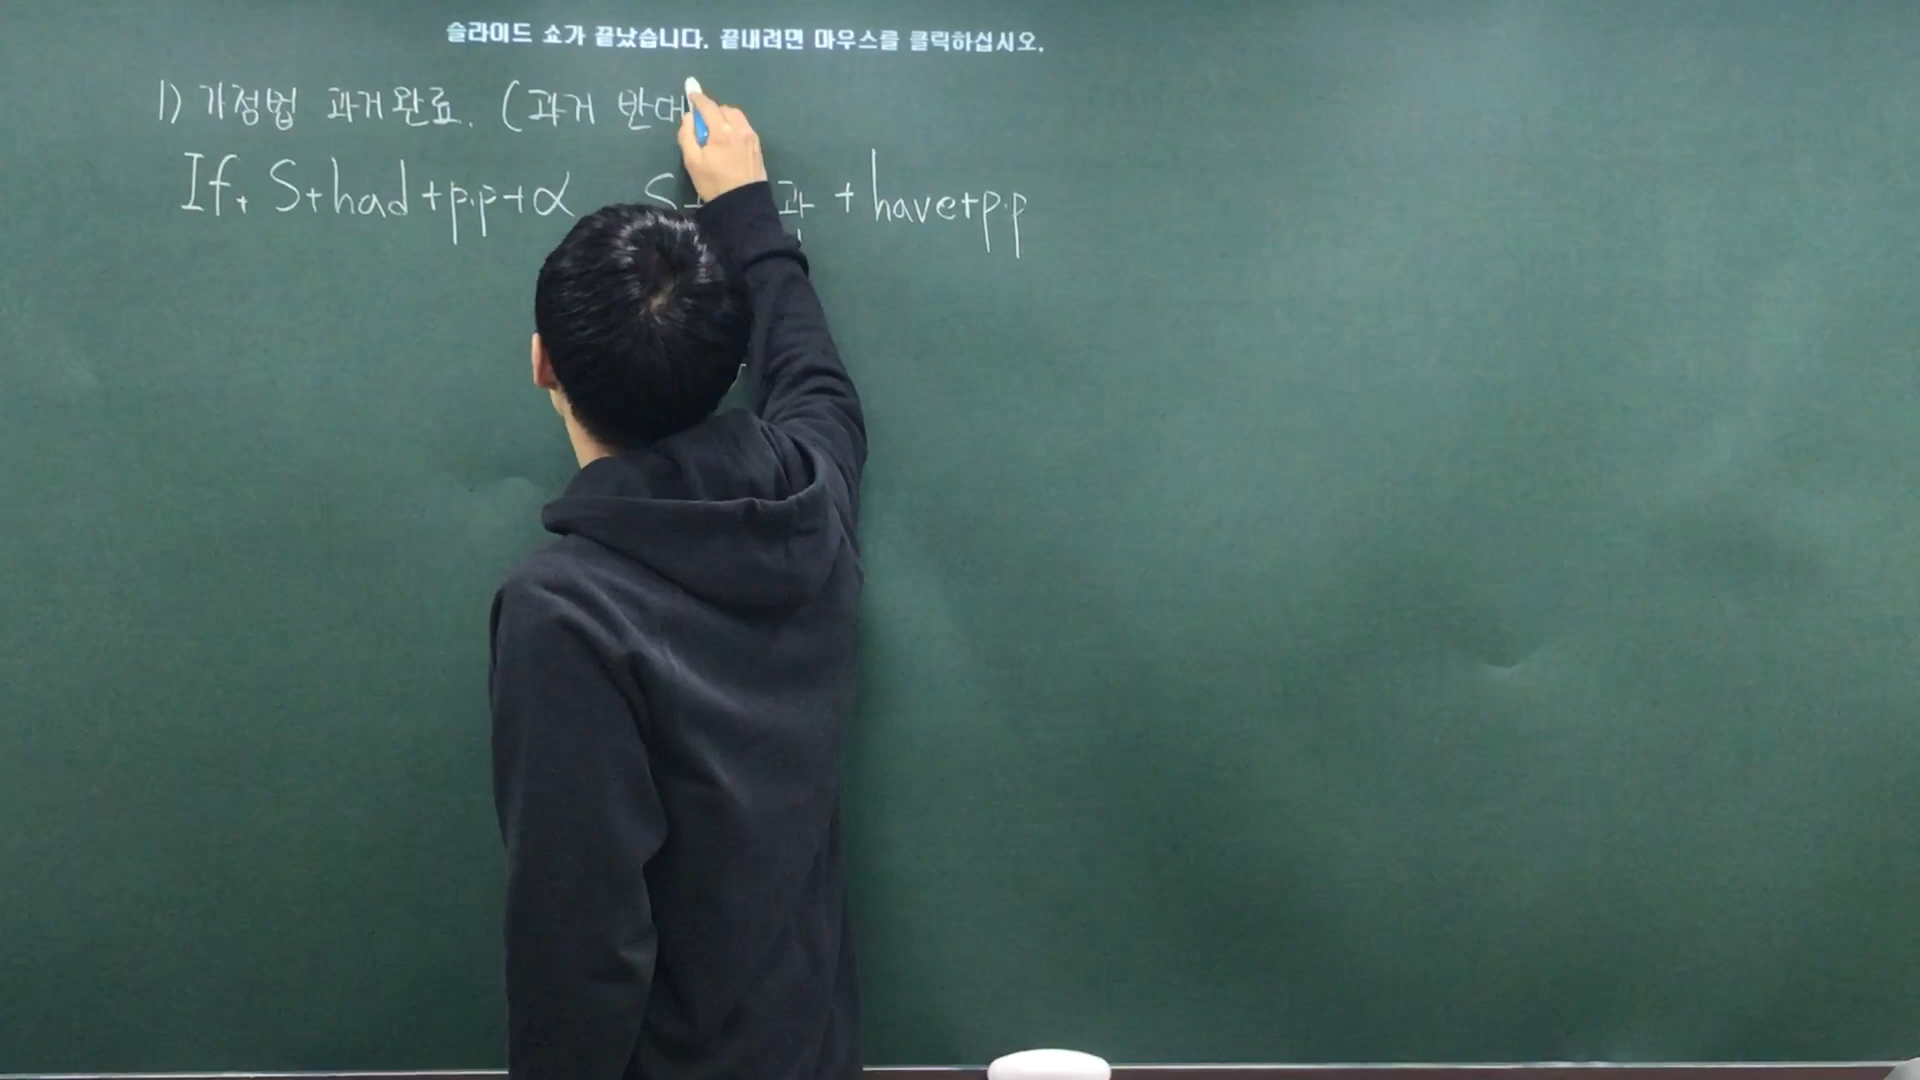 슬라이드 쇼가 끝났습니다. 끝내려면 마우스를 클릭하십시오.
1) 가정법 과거완료. (과거 반대
If + S+had+p.p+α S+ 과 + have+p.p